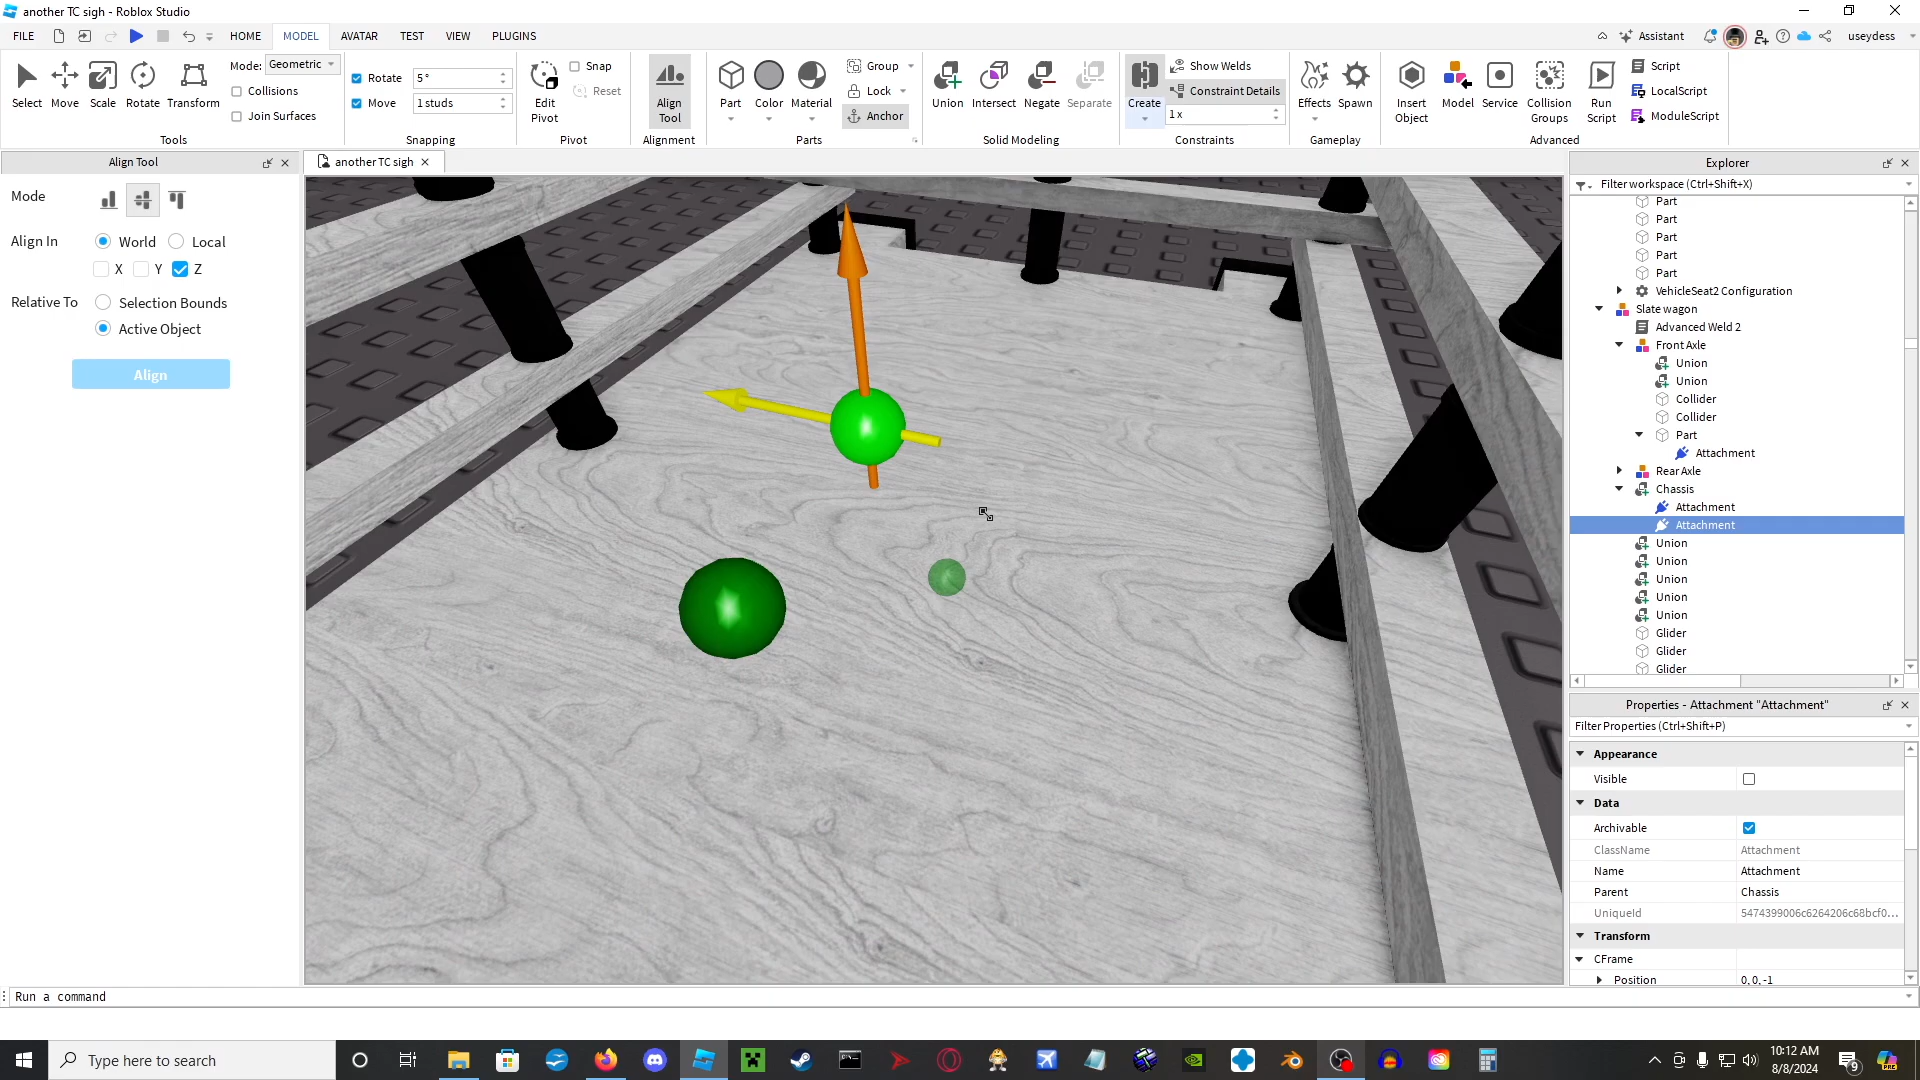 another TC sigh - Roblox Studio
FILE HOME MODEL AVATAR TEST VIEW PLUGINS Assistant useydess
Select Move Scale Rotate Transform
Mode: Geometric
Collisions
Join Surfaces
Tools
Rotate 5 °
Move 1 studs
Snapping
Edit Pivot
Snap
Reset
Pivot
Align Tool
Alignment
Part Color Material
Group
Lock
Anchor
Parts
Union Intersect Negate Separate
Solid Modeling
Create
Show Welds
Constraint Details
1 x
Constraints
Effects Spawn
Gameplay
Insert Object
Model
Service
Collision Groups
Run Script
Script
LocalScript
ModuleScript
Advanced
Align Tool
Mode
Align In World Local
X Y Z
Relative To Selection Bounds
Active Object
Align
another TC sigh
Explorer
Filter workspace (Ctrl+Shift+X)
Part
Part
Part
Part
Part
VehicleSeat2 Configuration
Slate wagon
Advanced Weld 2
Front Axle
Union
Union
Collider
Collider
Part
Attachment
Rear Axle
Chassis
Attachment
Attachment
Union
Union
Union
Union
Union
Glider
Glider
Glider
Properties - Attachment "Attachment"
Filter Properties (Ctrl+Shift+P)
Appearance
Visible
Data
Archivable
ClassName Attachment
Name Attachment
Parent Chassis
UniqueId 5474399006c6264206c68bcf0...
Transform
CFrame
Position 0, 0, -1
Run a command
Type here to search
10:12 AM
8/8/2024
9
PRE